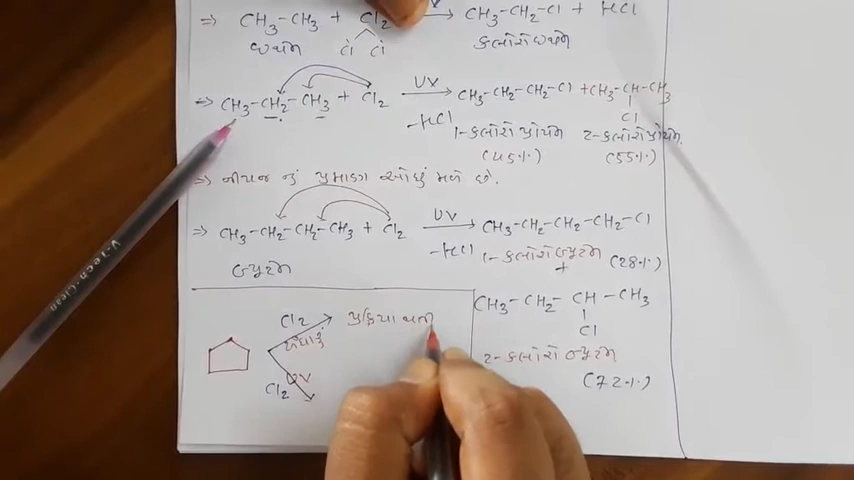 ⇒ CH3-CH3 + Cl2 → CH3-CH2-Cl + HCl
Cl Cl
⇒ CH3-CH2-CH3 + Cl2 UV → -HCl CH3-CH2-CH2-Cl + CH3-CH-CH3
Cl
1-ક્લોરો પ્રોપેન 2-ક્લોરો પ્રોપેન
(45%) (55%)
⇒ નીપજ નું પ્રમાણ ઓછું મળે છે.
⇒ CH3-CH2-CH2-CH3 + Cl2 UV → -HCl CH3-CH2-CH2-CH2-Cl
બ્યુટેન 1-ક્લોરો બ્યુટેન (28%)
+
CH3-CH2-CH-CH3
Cl
2-ક્લોરો બ્યુટેન
(72%)
Cl2 અંધારું પ્રક્રિયા થતી
Cl2 UV
V-Tech-Clean